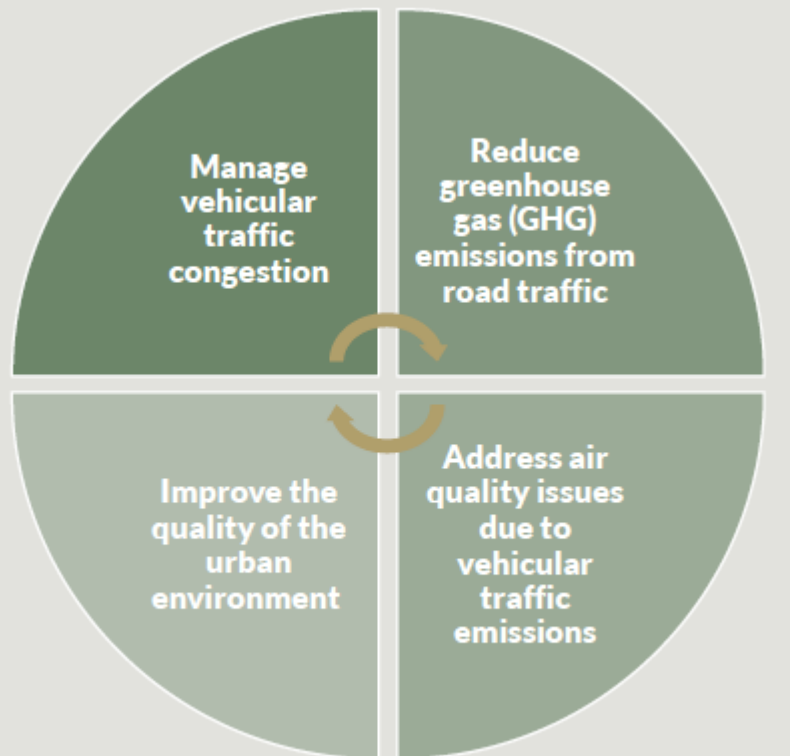 Manage
vehicular
traffic
congestion
Reduce
greenhouse
gas (GHG)
emissions from
road traffic
Improve the
quality of the
urban
environment
Address air
quality issues
due to
vehicular
traffic
emissions